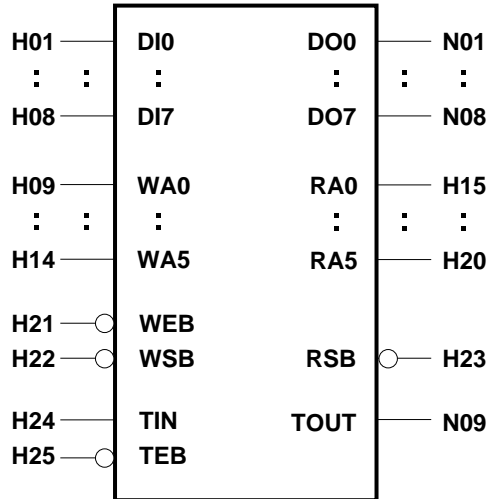 H01 DI0 DO0 N01
: : : : : :
H08 DI7 DO7 N08
H09 WA0 RA0 H15
: : : : : :
H14 WA5 RA5 H20
H21 WEB
H22 WSB RSB H23
H24 TIN TOUT N09
H25 TEB